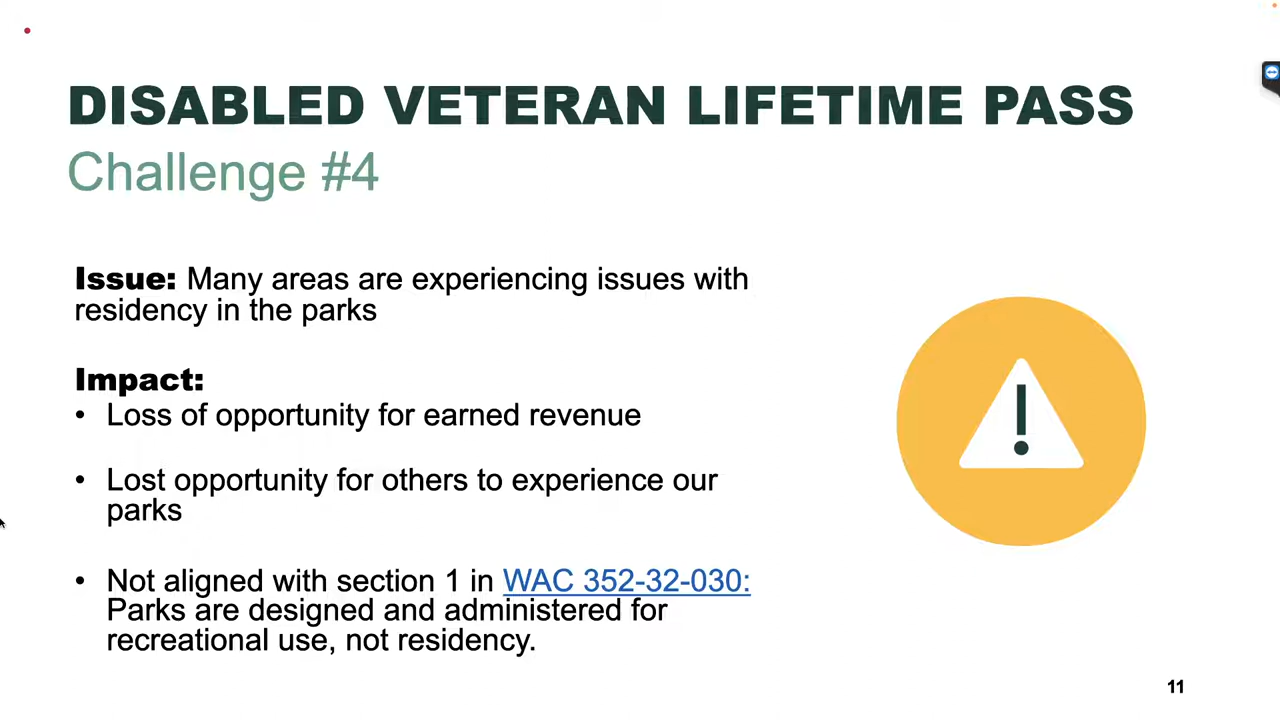 DISABLED VETERAN LIFETIME PASS
Challenge #4
Issue: Many areas are experiencing issues with
residency in the parks
Impact:
• Loss of opportunity for earned revenue
• Lost opportunity for others to experience our
parks
• Not aligned with section 1 in WAC 352-32-030:
Parks are designed and administered for
recreational use, not residency.
11